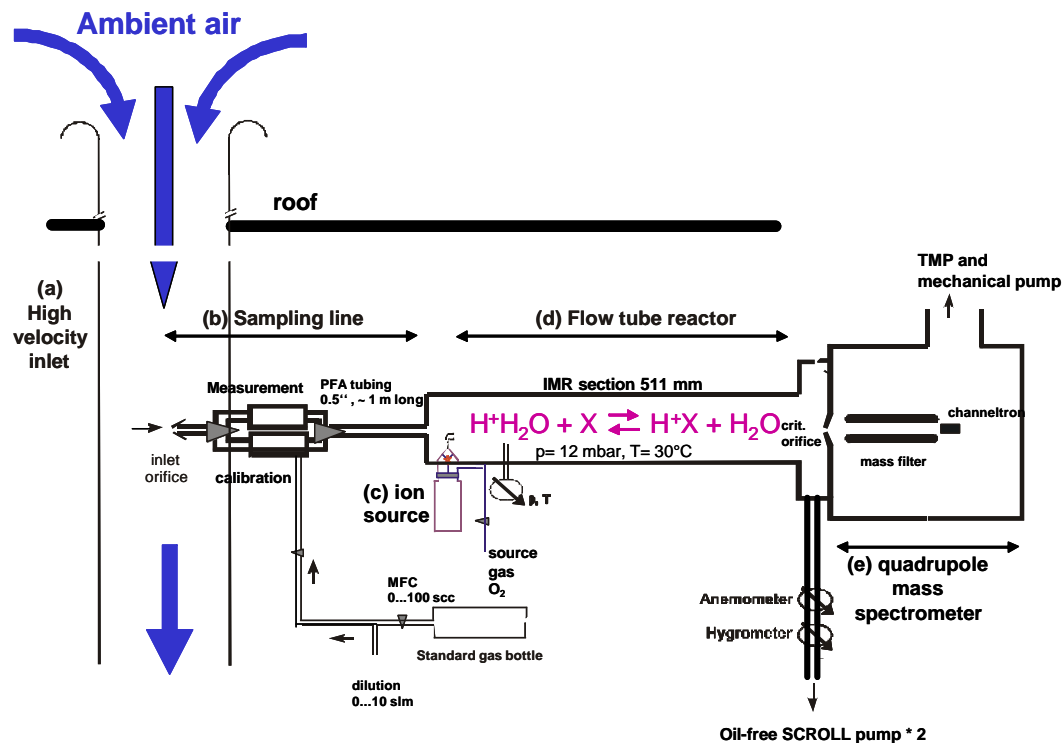 Ambient air
roof
(a)
High
velocity
inlet
(b) Sampling line
(d) Flow tube reactor
TMP and
mechanical pump
Measurement
PFA tubing
0.5‘‘ , ~ 1 m long
IMR section 511 mm
H⁺H₂O + X ⇌ H⁺X + H₂O
crit.
orifice
p= 12 mbar, T= 30°C
channeltron
mass filter
inlet
orifice
calibration
(c) ion
source
p, T
source
gas
O₂
MFC
0...100 scc
Standard gas bottle
dilution
0...10 slm
(e) quadrupole
mass
spectrometer
Anemometer
Hygrometer
Oil-free SCROLL pump * 2